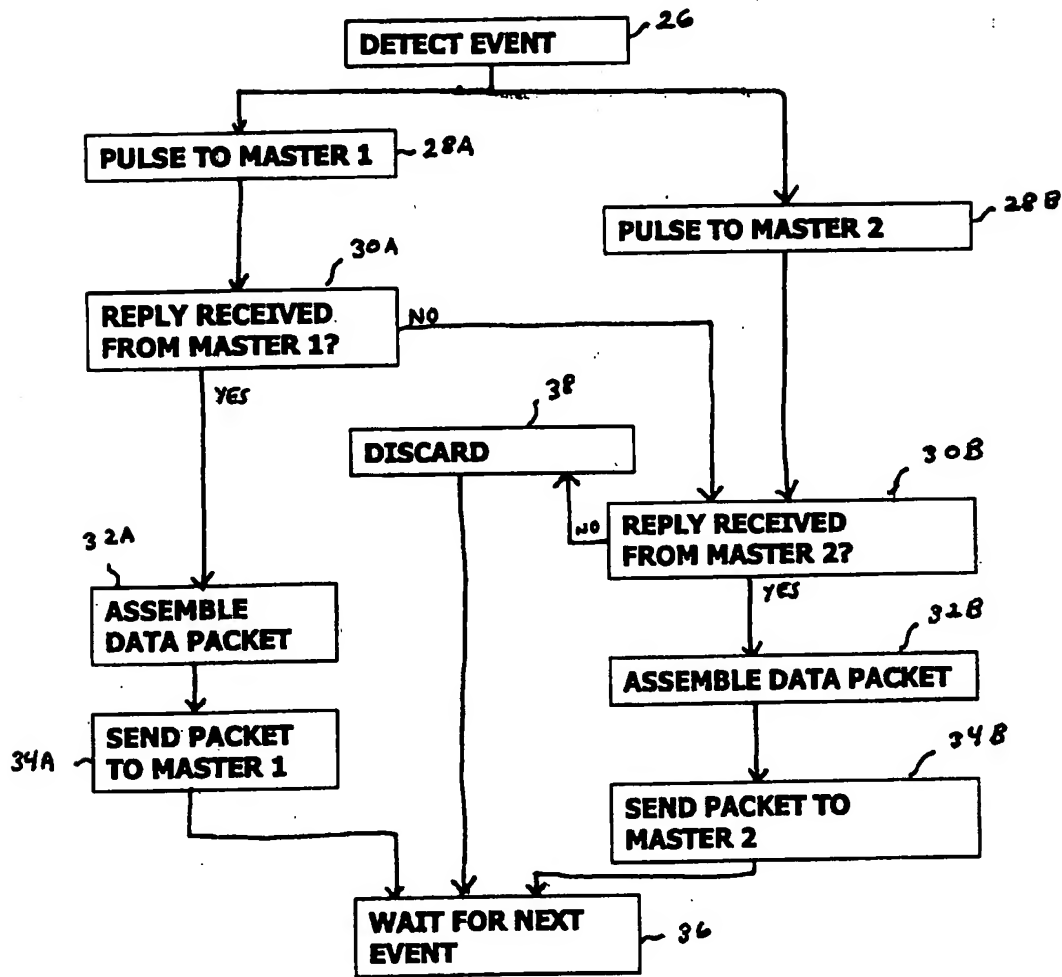 DETECT EVENT
26
PULSE TO MASTER 1
28A
PULSE TO MASTER 2
28B
30A
REPLY RECEIVED
FROM MASTER 1?
NO
YES
38
DISCARD
30B
NO
REPLY RECEIVED
FROM MASTER 2?
YES
32A
ASSEMBLE
DATA PACKET
32B
ASSEMBLE DATA PACKET
34A
SEND PACKET
TO MASTER 1
34B
SEND PACKET TO
MASTER 2
WAIT FOR NEXT
EVENT
36